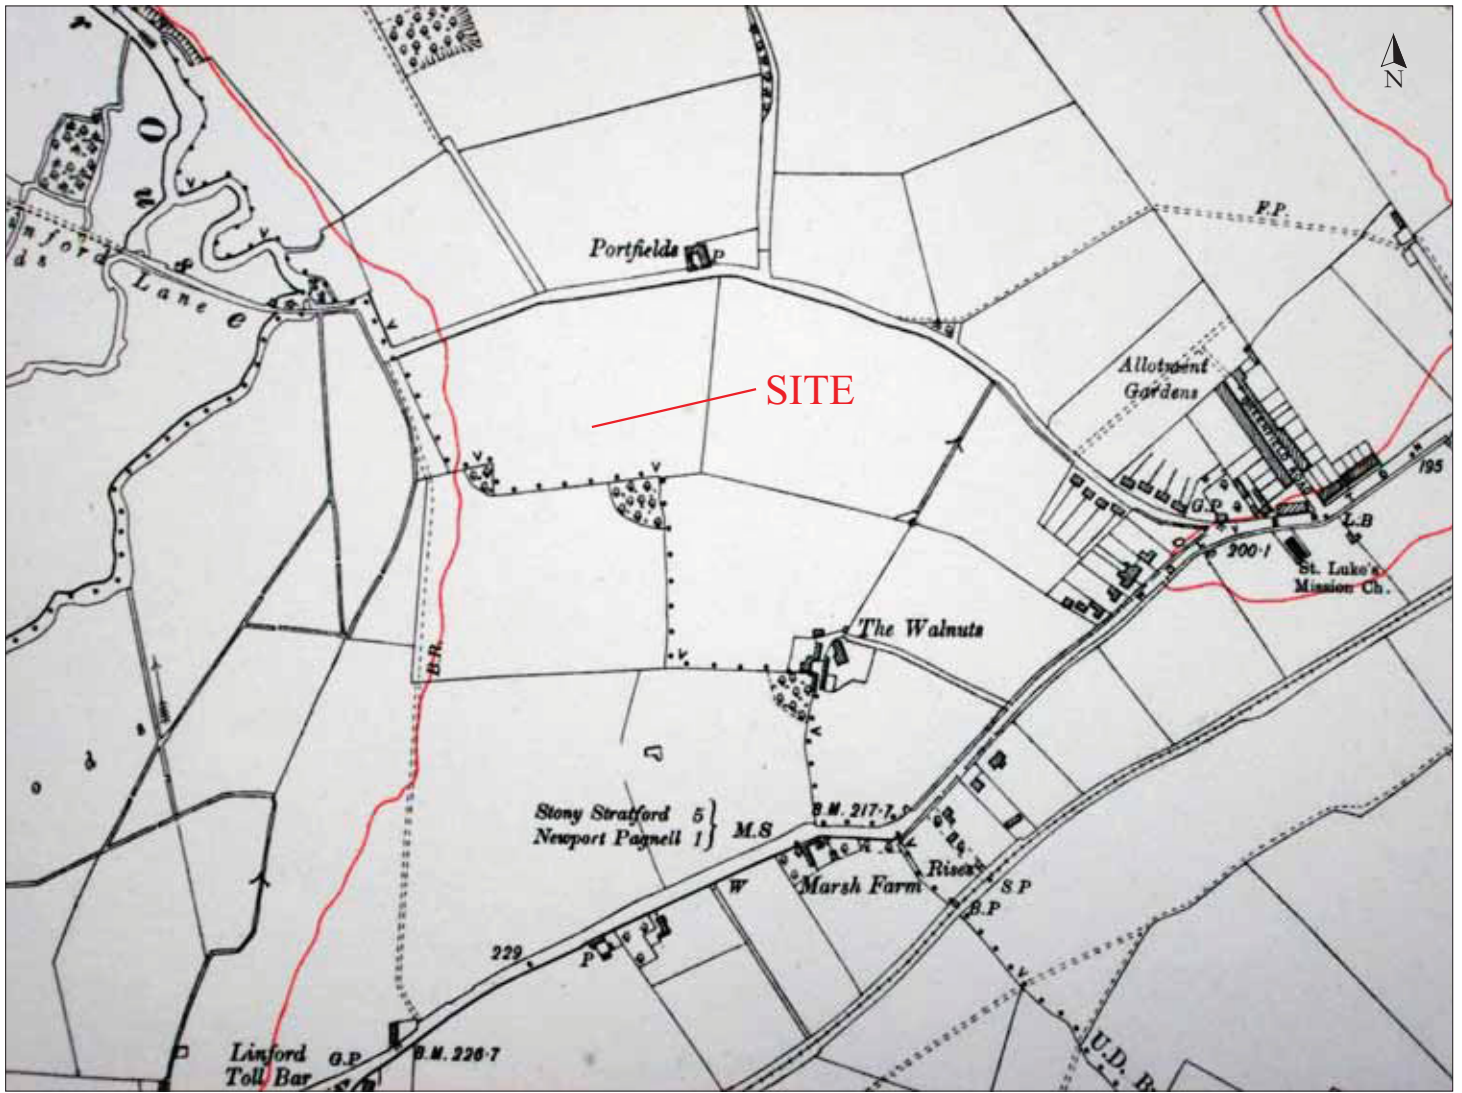 N
F.P.
Portfields
P
Lane
SITE
Allotment
Gardens
G.P.
195
L.B
200·1
St. Luke's
Mission Ch.
The Walnuts
B.R.
Stony Stratford 5
Newport Pagnell 1
M.S
B.M. 217·7
Rises
Marsh Farm
W
S.P
S.P
229
P
U.D. B
Linford
Toll Bar
G.P.
B.M. 226·7